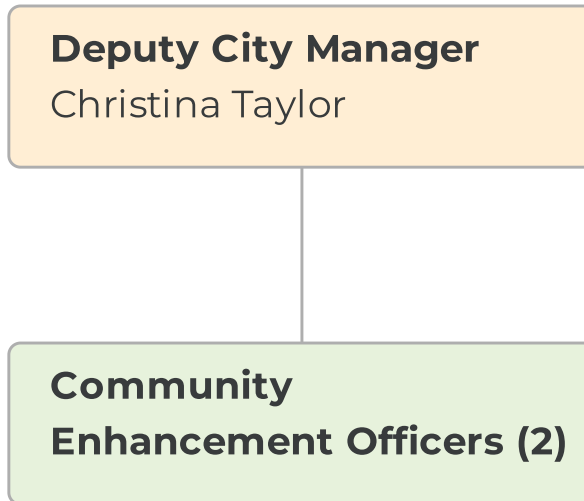 Deputy City Manager
Christina Taylor
Community
Enhancement Officers (2)